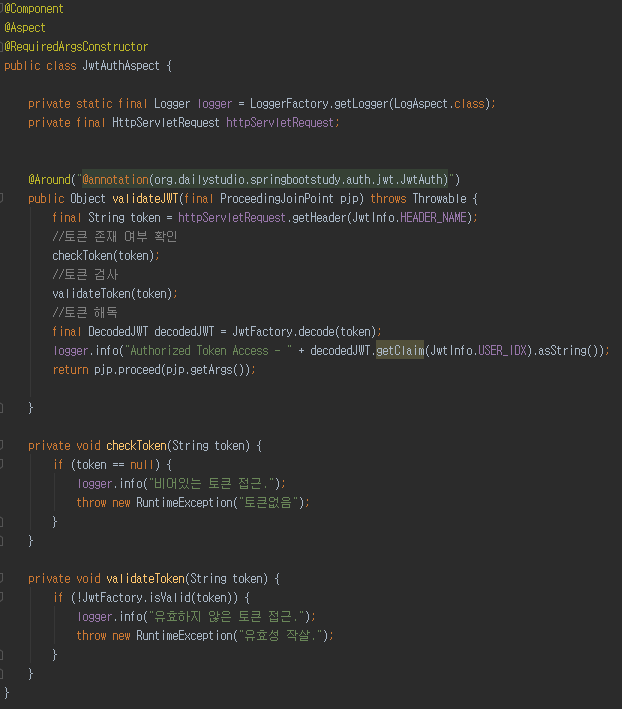 @Component
@Aspect
@RequiredArgsConstructor
public class JwtAuthAspect {
private static final Logger logger = LoggerFactory.getLogger(LogAspect.class);
private final HttpServletRequest httpServletRequest;
@Around("@annotation(org.dailystudio.springbootstudy.auth.jwt.JwtAuth)")
public Object validateJWT(final ProceedingJoinPoint pjp) throws Throwable {
final String token = httpServletRequest.getHeader(JwtInfo.HEADER_NAME);
//토큰 존재 여부 확인
checkToken(token);
//토큰 검사
validateToken(token);
//토큰 해독
final DecodedJWT decodedJWT = JwtFactory.decode(token);
logger.info("Authorized Token Access - " + decodedJWT.getClaim(JwtInfo.USER_IDX).asString());
return pjp.proceed(pjp.getArgs());
}
private void checkToken(String token) {
if (token == null) {
logger.info("비어있는 토큰 접근.");
throw new RuntimeException("토큰없음");
}
}
private void validateToken(String token) {
if (!JwtFactory.isValid(token)) {
logger.info("유효하지 않은 토큰 접근.");
throw new RuntimeException("유효성 작살.");
}
}
}